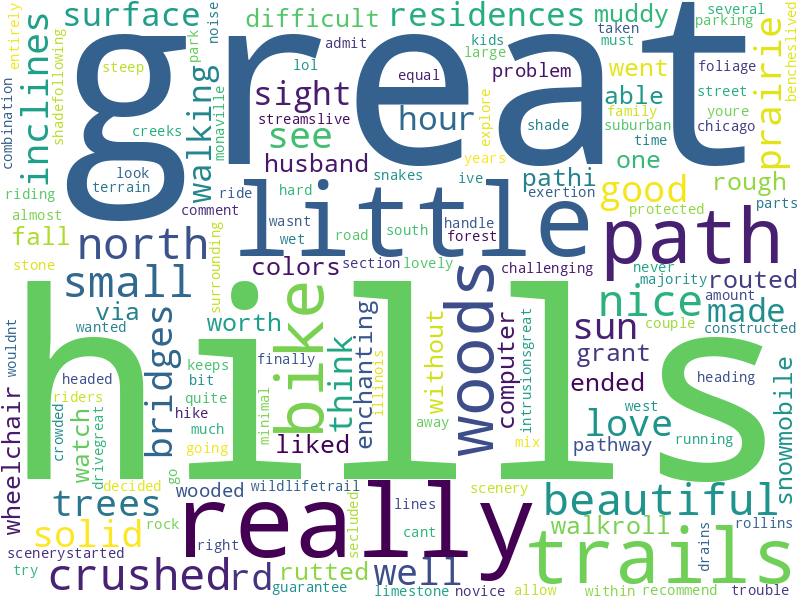 great
hills
little
really
path
trails
woods
bike
surface
residences
difficult
muddy
several
parking
taken
must
kids
large
admit
lol
equal
problem
went
foliage
street
youre
chicago
prairie
bencheslived
entirely
noise
park
steep
inclines
shadefollowing
combination
walking
monaville
creeks
sight
streamslive
hour
explore
able
see
shade
family
suburban
time
husband
years
one
look
terrain
snakes
ive
pathi
exertion
good
rough
riding
ride
hard
protected
parts
almost
comment
wasnt
handle
fall
north
wet
road
south
forest
stone
surrounding
colors
section
lovely
challenging
never
majority
routed
small
nice
amount
made
wanted
via
worth
enchanting
without
computer
intrusionsgreat
sun
couple
constructed
wouldnt
bridges
think
grant
west
headed
finally
illinois
ended
heading
keeps
bit
riders
quite
hike
minimal
love
running
snowmobile
crowded
watch
drivegreat
much
going
liked
away
mix
pathway
wheelchair
go
decided
wooded
wildlifetrail
scenery
trees
beautiful
solid
rock
lines
walkroll
drains
rollins
right
secluded
cant
scenerystarted
try
crushed
rd
rutted
well
guarantee
limestone
novice
allow
within
recommend
trouble